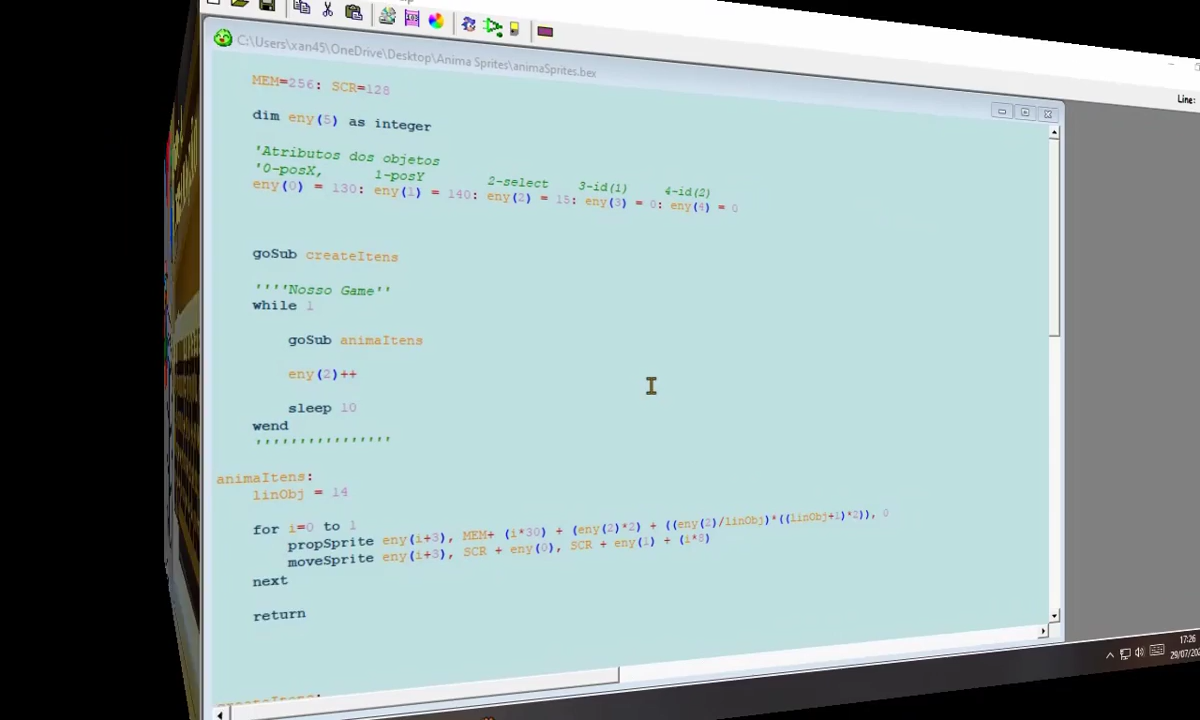 C:\Users\xan45\OneDrive\Desktop\Anima Sprites\animaSprites.bex
Line:
MEM=256: SCR=128
dim eny(5) as integer
'Atributos dos objetos
'0-posX, 1-posY 2-select 3-id(1) 4-id(2)
eny(0) = 130: eny(1) = 140: eny(2) = 15: eny(3) = 0: eny(4) = 0
goSub createItens
''''Nosso Game''
while 1
goSub animaItens
eny(2)++
sleep 10
wend
''''''''''''''''
animaItens:
linObj = 14
for i=0 to 1
propSprite eny(i+3), MEM+ (i*30) + (eny(2)*2) + ((eny(2)/linObj)*((linObj+1)*2)), 0
moveSprite eny(i+3), SCR + eny(0), SCR + eny(1) + (i*8)
next
return
createItens:
17:26